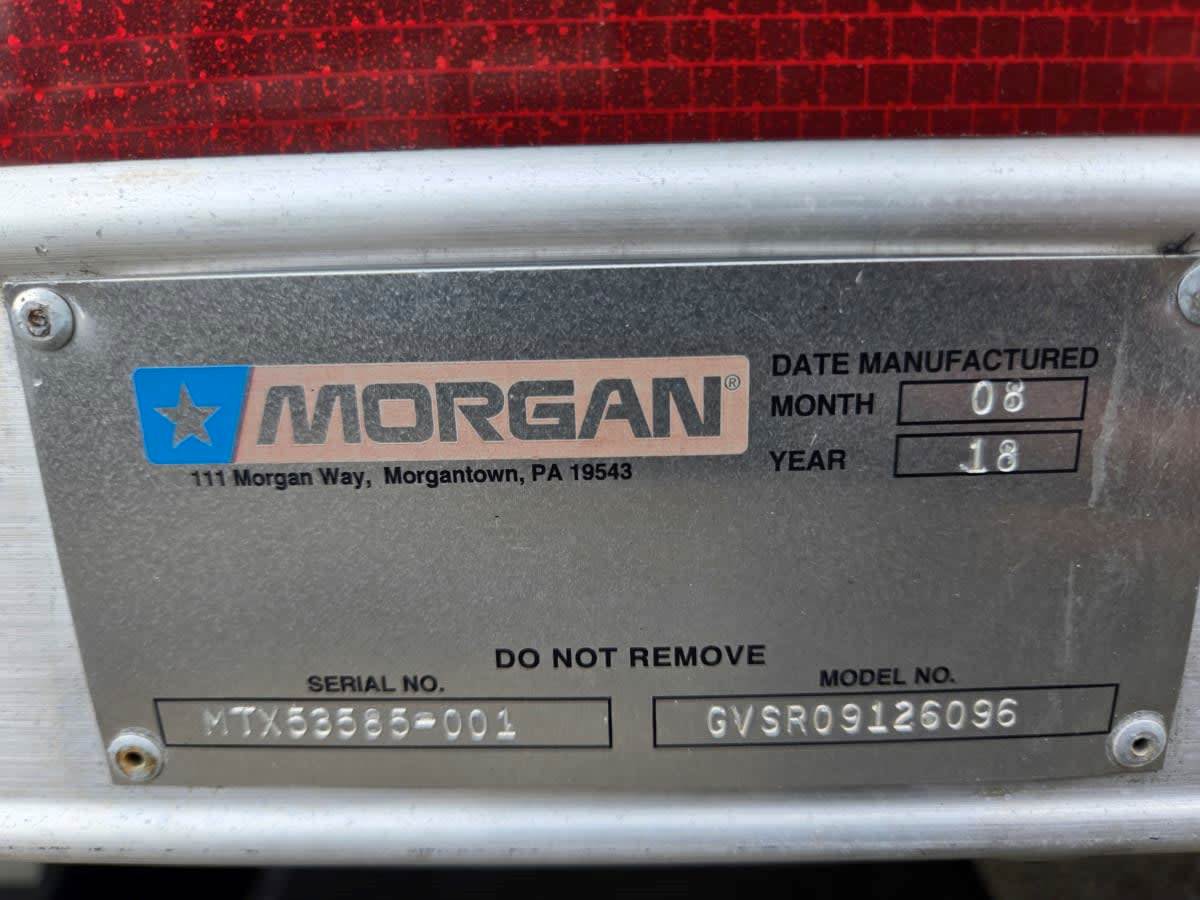 MORGAN®
111 Morgan Way, Morgantown, PA 19543
DATE MANUFACTURED
MONTH 08
YEAR 18
DO NOT REMOVE
SERIAL NO.
MTX53585-001
MODEL NO.
GVSR09126096